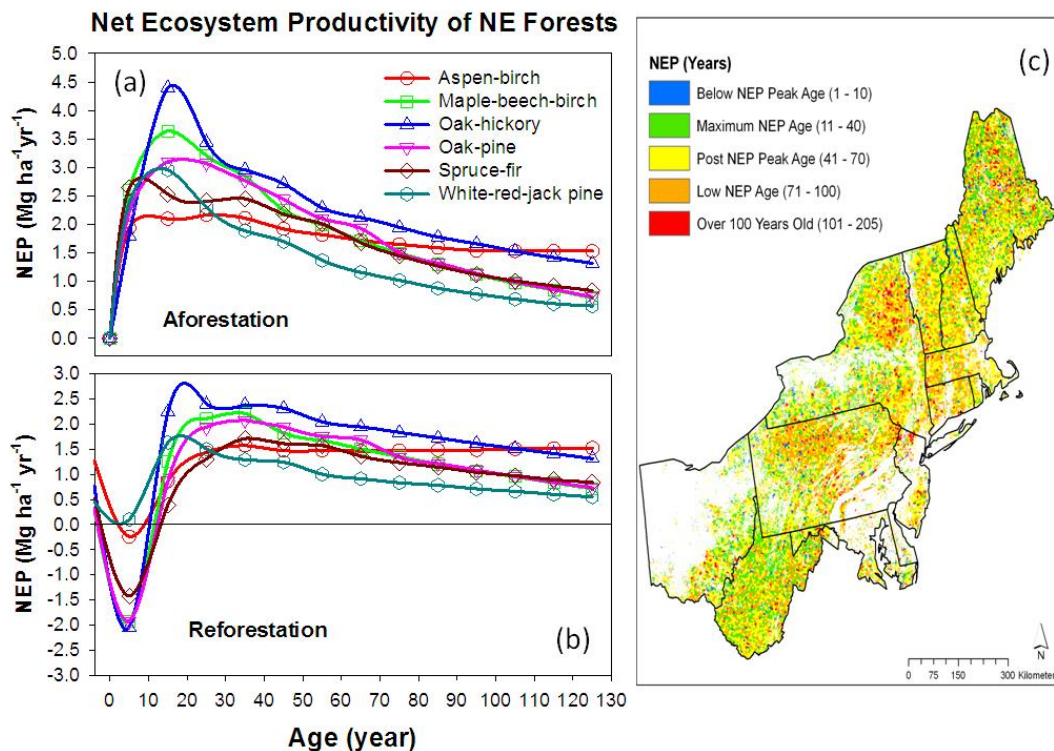 Net Ecosystem Productivity of NE Forests
(a)
NEP (Mg ha-1yr-1)
5.0
4.5
4.0
3.5
3.0
2.5
2.0
1.5
1.0
0.5
0.0
Aspen-birch
Maple-beech-birch
Oak-hickory
Oak-pine
Spruce-fir
White-red-jack pine
Aforestation
NEP (Mg ha-1yr-1)
3.0
2.5
2.0
1.5
1.0
0.5
0.0
-0.5
-1.0
-1.5
-2.0
-2.5
-3.0
Reforestation
(b)
0 10 20 30 40 50 60 70 80 90 100 110 120 130
Age (year)
(c)
NEP (Years)
Below NEP Peak Age (1 - 10)
Maximum NEP Age (11 - 40)
Post NEP Peak Age (41 - 70)
Low NEP Age (71 - 100)
Over 100 Years Old (101 - 205)
N
0 75 150 300 Kilometer